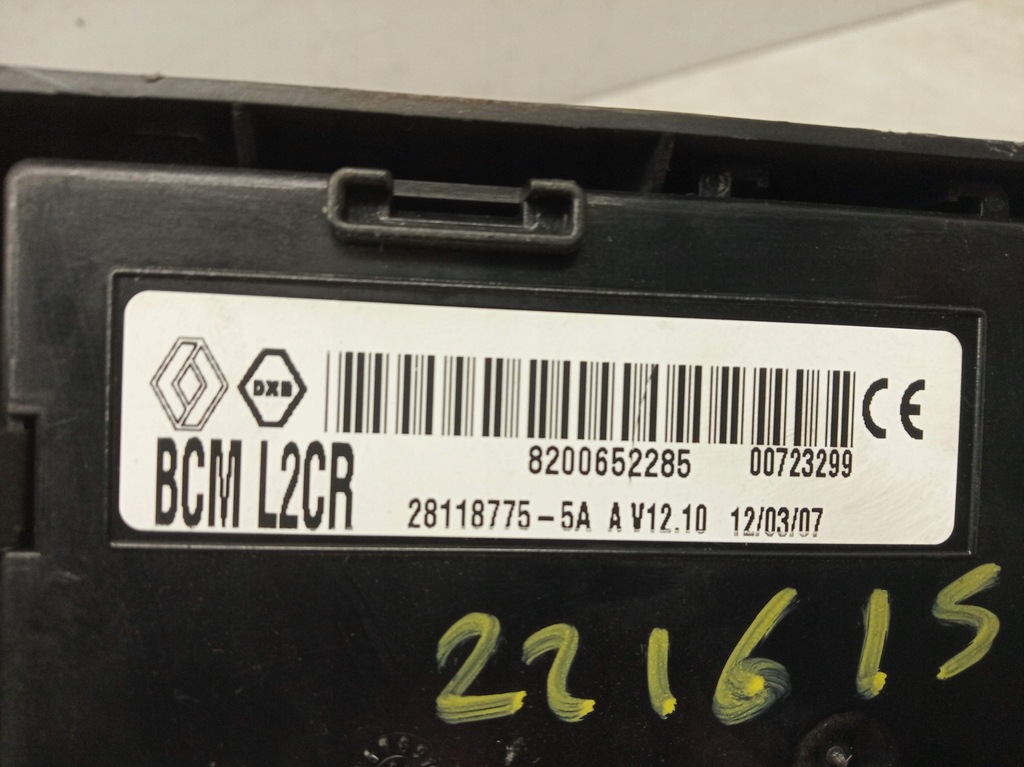 DXB
8200652285 00723299 CE
BCM L2CR
28118775-5A A V12.10 12/03/07
221615